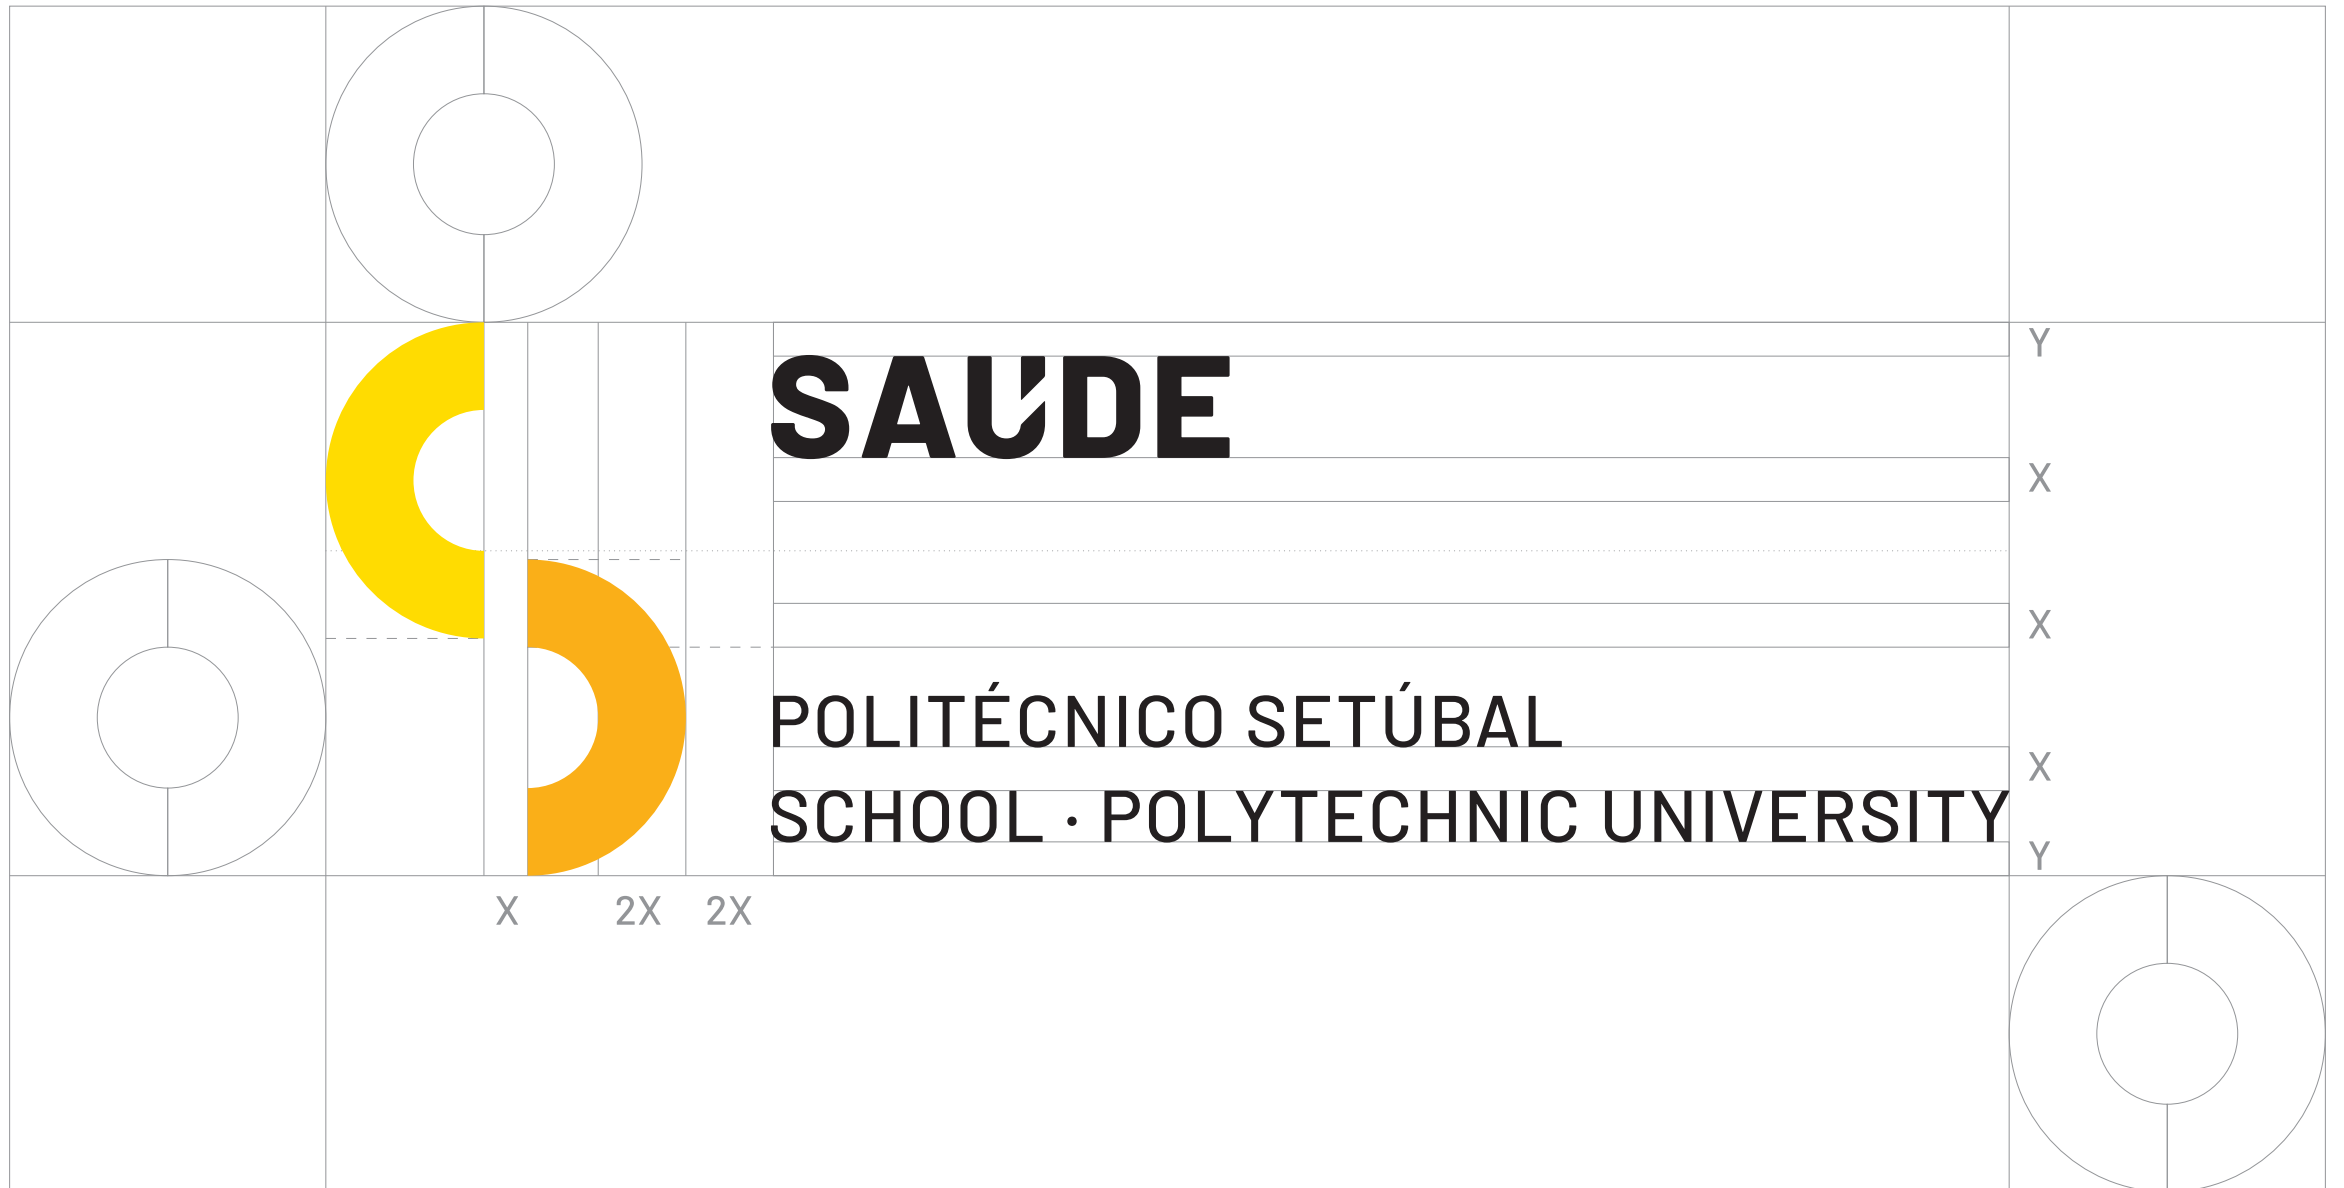 SAÚDE
Y
X
X
POLITÉCNICO SETÚBAL
X
SCHOOL · POLYTECHNIC UNIVERSITY
Y
X 2X 2X